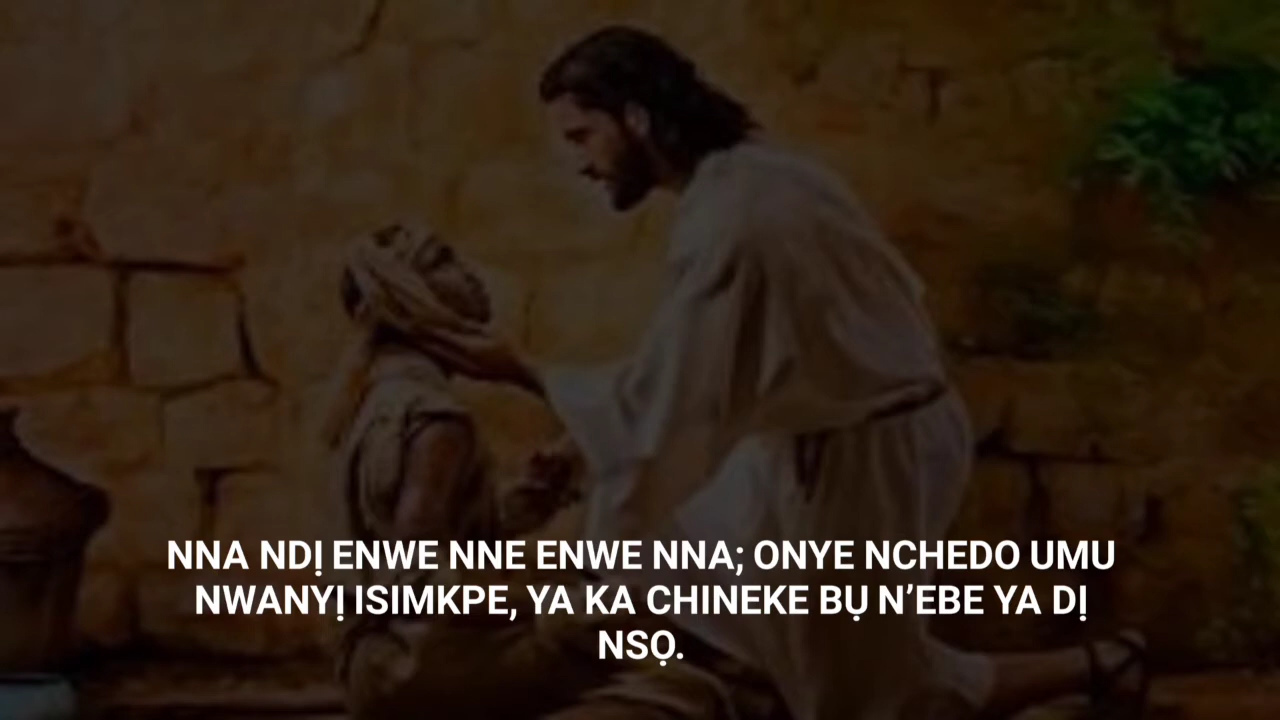 NNA NDỊ ENWE NNE ENWE NNA; ONYE NCHEDO UMU
NWANYỊ ISIMKPE, YA KA CHINEKE BỤ N’EBE YA DỊ
NSỌ.